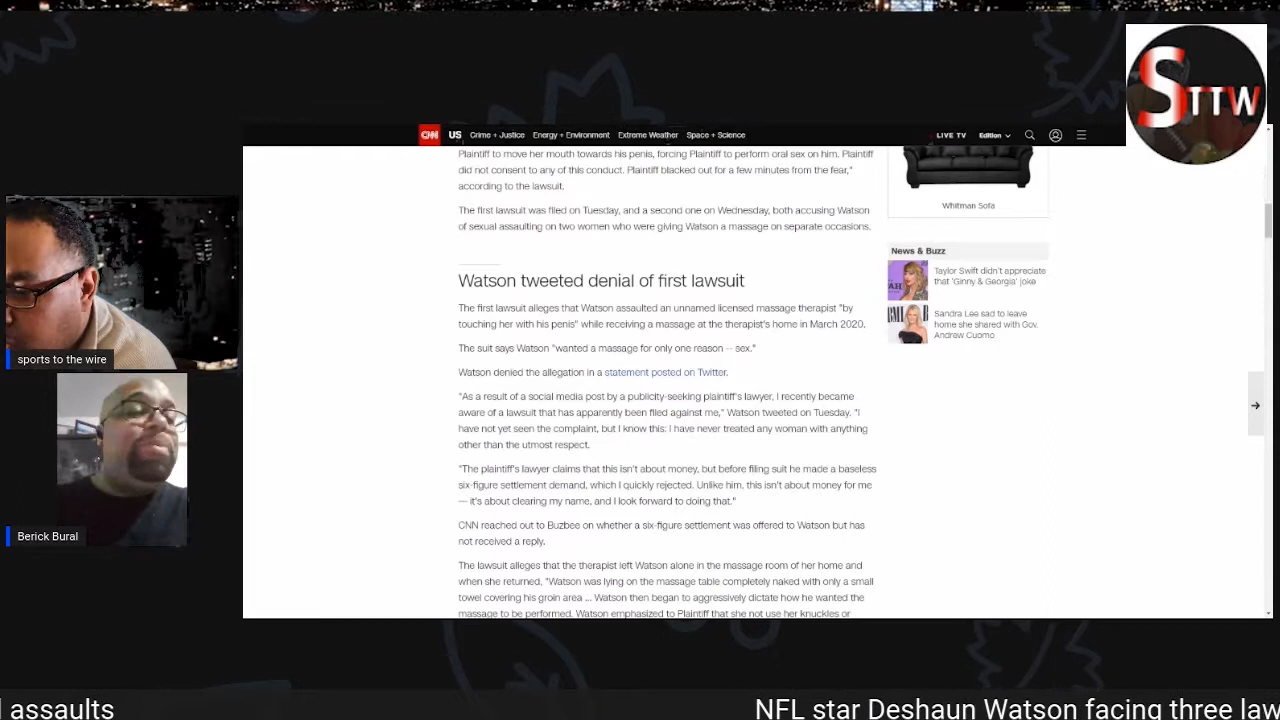 STTW
CNN US Crime + Justice Energy + Environment Extreme Weather Space + Science LIVE TV Edition
Plaintiff to move her mouth towards his penis, forcing Plaintiff to perform oral sex on him. Plaintiff
did not consent to any of this conduct. Plaintiff blacked out for a few minutes from the fear,"
according to the lawsuit.
The first lawsuit was filed on Tuesday, and a second one on Wednesday, both accusing Watson
of sexual assaulting on two women who were giving Watson a massage on separate occasions.
Watson tweeted denial of first lawsuit
The first lawsuit alleges that Watson assaulted an unnamed licensed massage therapist "by
touching her with his penis" while receiving a massage at the therapist's home in March 2020.
The suit says Watson "wanted a massage for only one reason -- sex."
Watson denied the allegation in a statement posted on Twitter.
"As a result of a social media post by a publicity-seeking plaintiff's lawyer, I recently became
aware of a lawsuit that has apparently been filed against me," Watson tweeted on Tuesday. "I
have not yet seen the complaint, but I know this: I have never treated any woman with anything
other than the utmost respect.
"The plaintiff's lawyer claims that this isn't about money, but before filing suit he made a baseless
six-figure settlement demand, which I quickly rejected. Unlike him, this isn't about money for me
— it's about clearing my name, and I look forward to doing that."
CNN reached out to Buzbee on whether a six-figure settlement was offered to Watson but has
not received a reply.
The lawsuit alleges that the therapist left Watson alone in the massage room of her home and
when she returned, "Watson was lying on the massage table completely naked with only a small
towel covering his groin area ... Watson then began to aggressively dictate how he wanted the
massage to be performed. Watson emphasized to Plaintiff that she not use her knuckles or
Whitman Sofa
News & Buzz
Taylor Swift didn't appreciate
that 'Ginny & Georgia' joke
Sandra Lee sad to leave
home she shared with Gov.
Andrew Cuomo
sports to the wire
Berick Bural
l assaults
NFL star Deshaun Watson facing three law